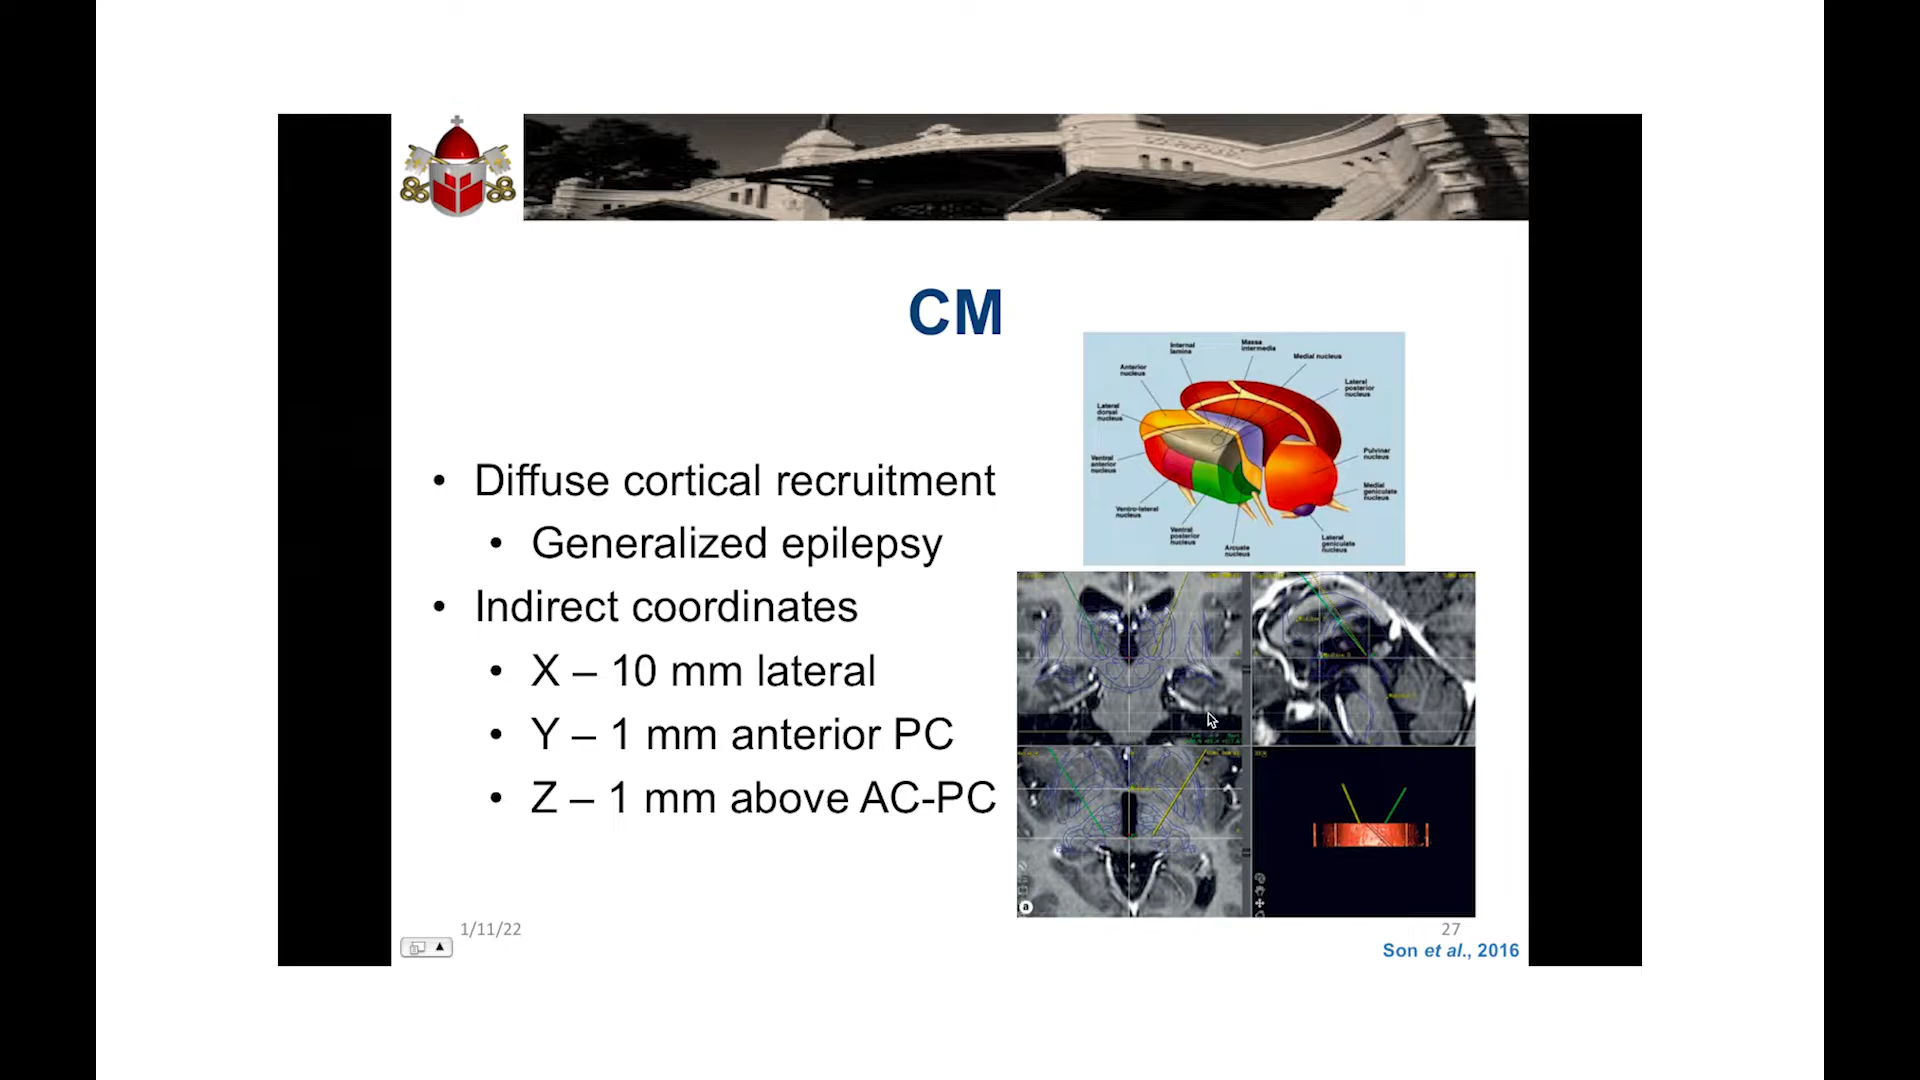 CM
• Diffuse cortical recruitment
• Generalized epilepsy
• Indirect coordinates
• X – 10 mm lateral
• Y – 1 mm anterior PC
• Z – 1 mm above AC-PC
Internal
lamina
Massa
intermedia
Medial nucleus
Anterior
nucleus
Lateral
posterior
nucleus
Lateral
dorsal
nucleus
Ventral
anterior
nucleus
Pulvinar
nucleus
Medial
geniculate
nucleus
Ventro-lateral
nucleus
Ventral
posterior
nucleus
Arcuate
nucleus
Lateral
geniculate
nucleus
a
1/11/22
27
Son et al., 2016